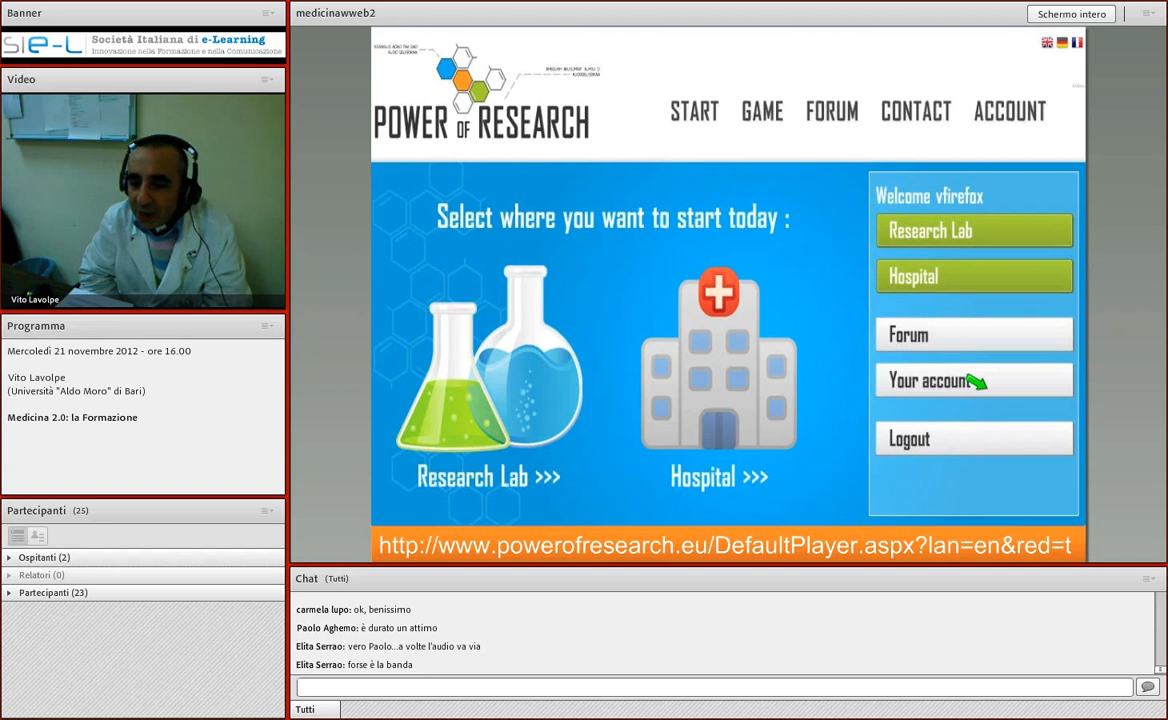 Banner
SIe-L Società Italiana di e-Learning
Innovazione nella Formazione e nella Comunicazione
Video
Vito Lavolpe
Programma
Mercoledì 21 novembre 2012 - ore 16.00
Vito Lavolpe
(Università "Aldo Moro" di Bari)
Medicina 2.0: la Formazione
Partecipanti (25)
Ospitanti (2)
Relatori (0)
Partecipanti (23)
medicinawweb2
Schermo intero
POWER OF RESEARCH
START GAME FORUM CONTACT ACCOUNT
Select where you want to start today :
Research Lab >>>
Hospital >>>
Welcome vfirefox
Research Lab
Hospital
Forum
Your account
Logout
http://www.powerofresearch.eu/DefaultPlayer.aspx?lan=en&red=t
Chat (Tutti)
carmela lupo: ok, benissimo
Paolo Aghemo: è durato un attimo
Elita Serrao: vero Paolo...a volte l'audio va via
Elita Serrao: forse è la banda
Tutti